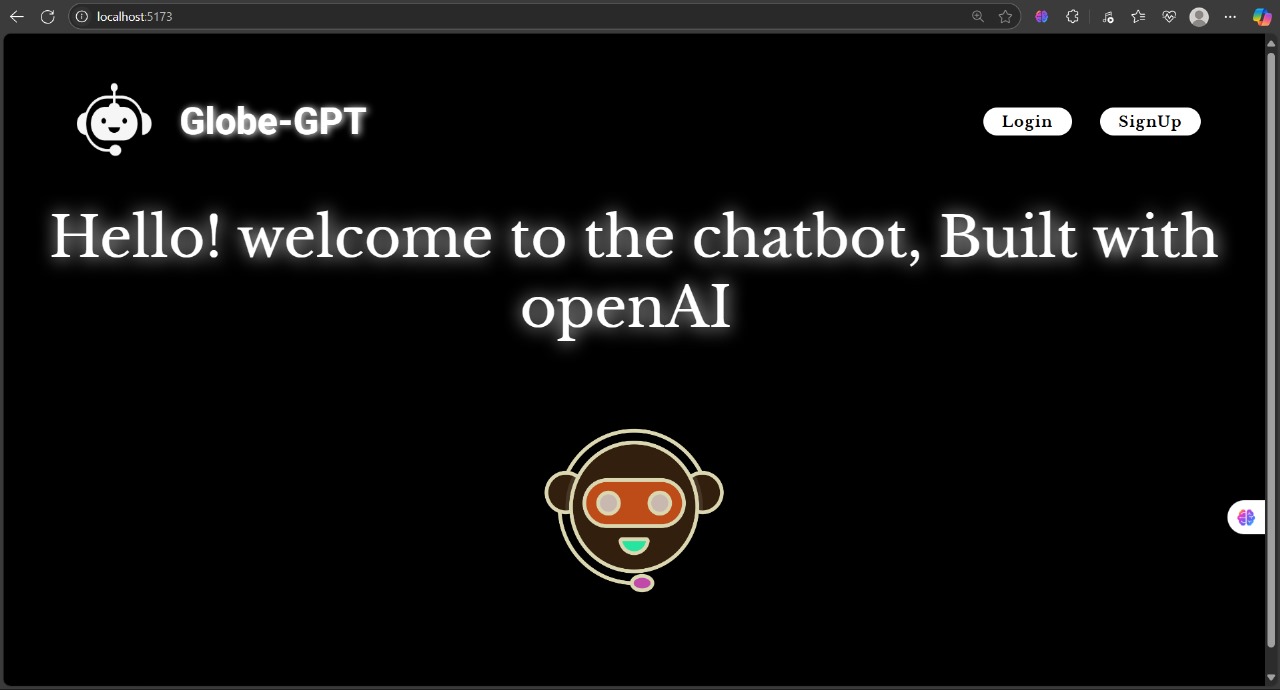 localhost:5173
Globe-GPT
Login
SignUp
Hello! welcome to the chatbot, Built with
openAI